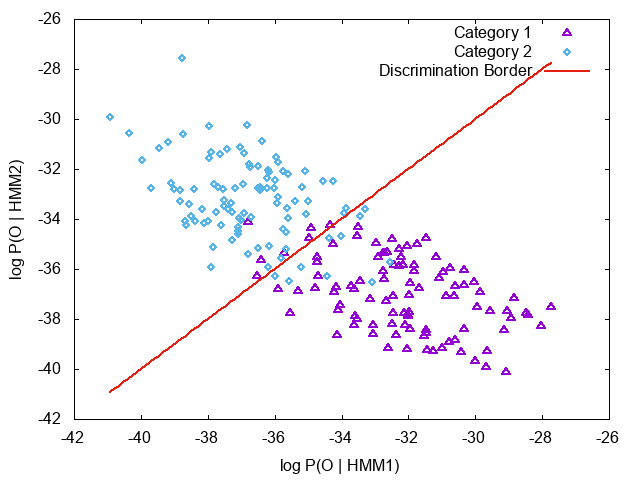 Category 1
Category 2
Discrimination Border
-26
-28
-30
-32
-34
-36
-38
-40
-42
log P(O | HMM2)
-42 -40 -38 -36 -34 -32 -30 -28 -26
log P(O | HMM1)